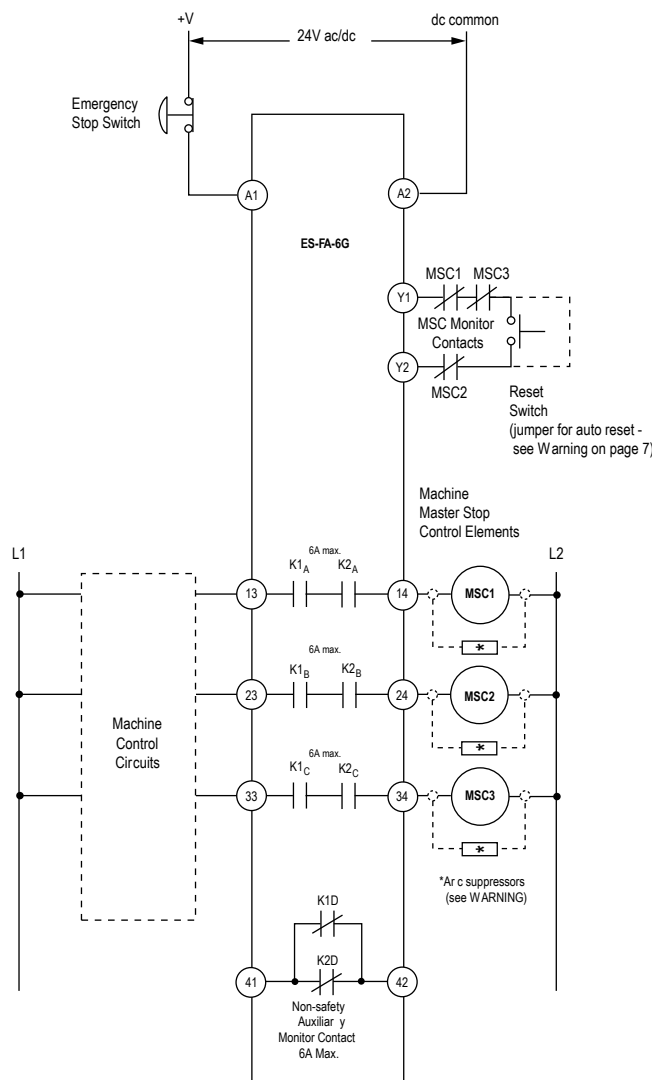 +V
24V ac/dc
dc common
Emergency
Stop Switch
A1
A2
ES-FA-6G
MSC1 MSC3
Y1
MSC Monitor
Contacts
Y2
MSC2
Reset
Switch
(jumper for auto reset -
see Warning on page 7)
Machine
Master Stop
Control Elements
L1
L2
6A max.
K1A K2A
13
14
MSC1
*
6A max.
K1B K2B
23
24
MSC2
*
Machine
Control
Circuits
6A max.
K1C K2C
33
34
MSC3
*
*Ar c suppressors
(see WARNING)
K1D
K2D
41
42
Non-safety
Auxiliar y
Monitor Contact
6A Max.